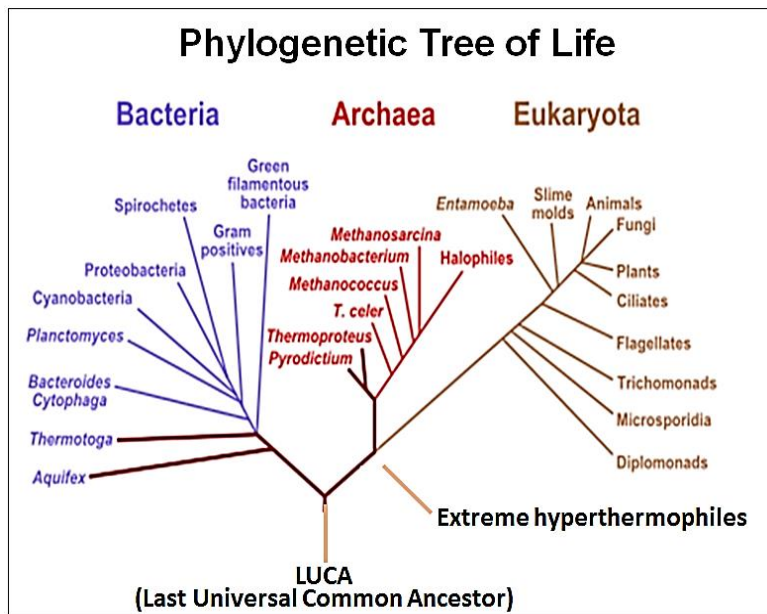 Phylogenetic Tree of Life
Bacteria
Archaea
Eukaryota
Green
filamentous
bacteria
Spirochetes
Gram
positives
Proteobacteria
Cyanobacteria
Planctomyces
Bacteroides
Cytophaga
Thermotoga
Aquifex
Methanosarcina
Methanobacterium
Halophiles
Methanococcus
T. celer
Thermoproteus
Pyrodictium
Entamoeba
Slime
molds
Animals
Fungi
Plants
Ciliates
Flagellates
Trichomonads
Microsporidia
Diplomonads
Extreme hyperthermophiles
LUCA
(Last Universal Common Ancestor)